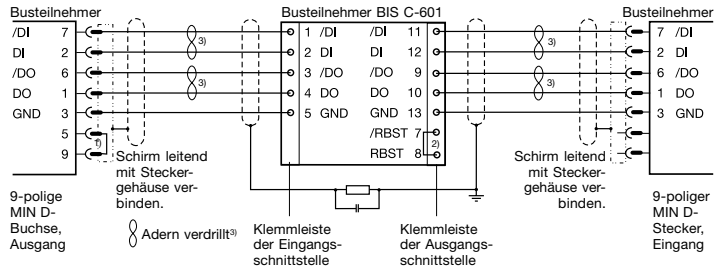 Busteilnehmer
Busteilnehmer BIS C-601
Busteilnehmer
/DI 7
DI 2
/DO 6
DO 1
GND 3
5
9
1)
3)
3)
1 /DI
2 DI
3 /DO
4 DO
5 GND
/DI 11
DI 12
/DO 9
DO 10
GND 13
/RBST 7
RBST 8
2)
3)
3)
7 /DI
2 DI
6 /DO
1 DO
3 GND
Schirm leitend
mit Stecker-
gehäuse ver-
binden.
Schirm leitend
mit Stecker-
gehäuse ver-
binden.
9-polige
MIN D-
Buchse,
Ausgang
Adern verdrillt3)
Klemmleiste
der Eingangs-
schnittstelle
Klemmleiste
der Ausgangs-
schnittstelle
9-poliger
MIN D-
Stecker,
Eingang